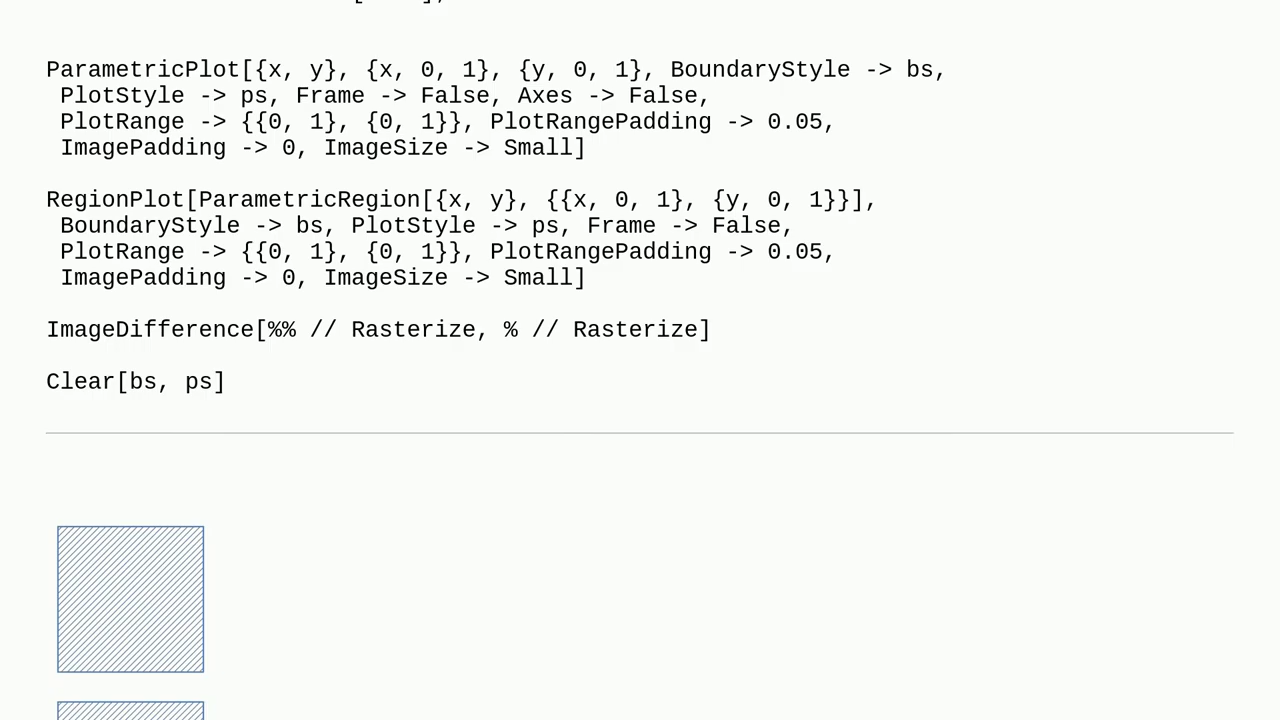 ParametricPlot[{x, y}, {x, 0, 1}, {y, 0, 1}, BoundaryStyle -> bs,
PlotStyle -> ps, Frame -> False, Axes -> False,
PlotRange -> {{0, 1}, {0, 1}}, PlotRangePadding -> 0.05,
ImagePadding -> 0, ImageSize -> Small]
RegionPlot[ParametricRegion[{x, y}, {{x, 0, 1}, {y, 0, 1}}],
BoundaryStyle -> bs, PlotStyle -> ps, Frame -> False,
PlotRange -> {{0, 1}, {0, 1}}, PlotRangePadding -> 0.05,
ImagePadding -> 0, ImageSize -> Small]
ImageDifference[%% // Rasterize, % // Rasterize]
Clear[bs, ps]